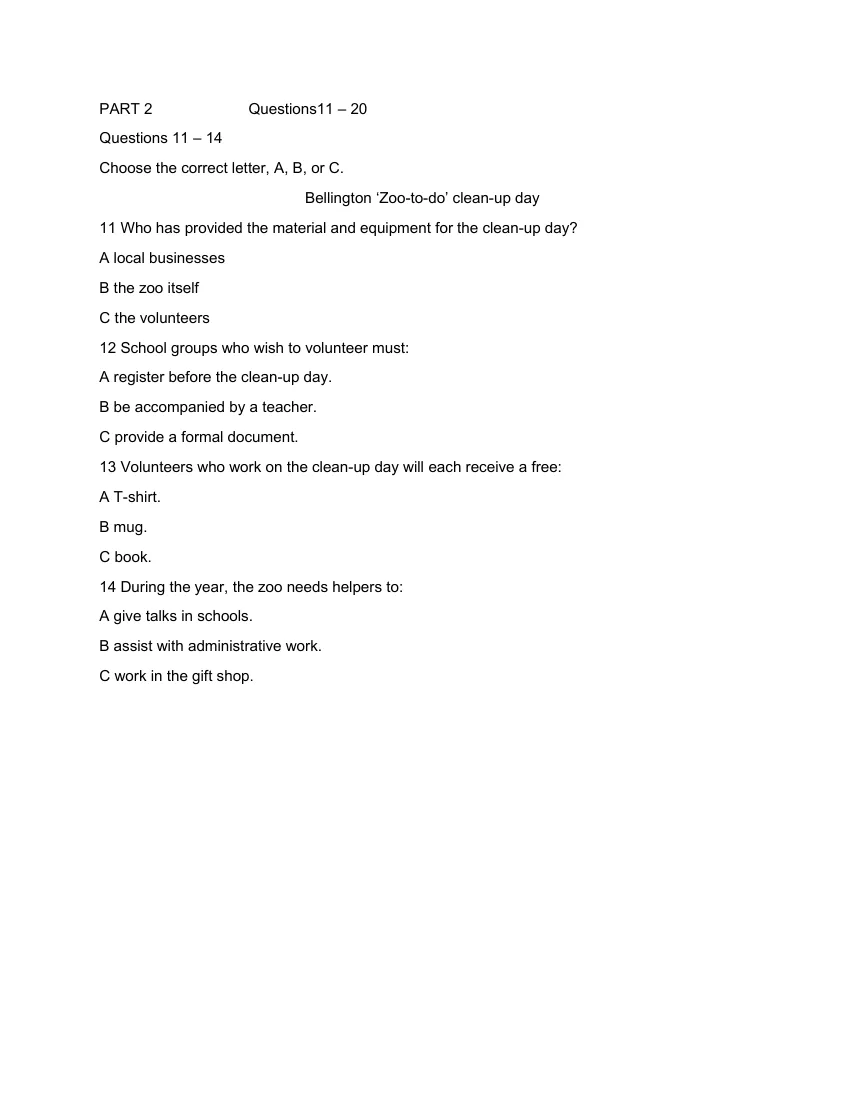 PART 2 Questions11 – 20
Questions 11 – 14
Choose the correct letter, A, B, or C.
Bellington ‘Zoo-to-do’ clean-up day
11 Who has provided the material and equipment for the clean-up day?
A local businesses
B the zoo itself
C the volunteers
12 School groups who wish to volunteer must:
A register before the clean-up day.
B be accompanied by a teacher.
C provide a formal document.
13 Volunteers who work on the clean-up day will each receive a free:
A T-shirt.
B mug.
C book.
14 During the year, the zoo needs helpers to:
A give talks in schools.
B assist with administrative work.
C work in the gift shop.